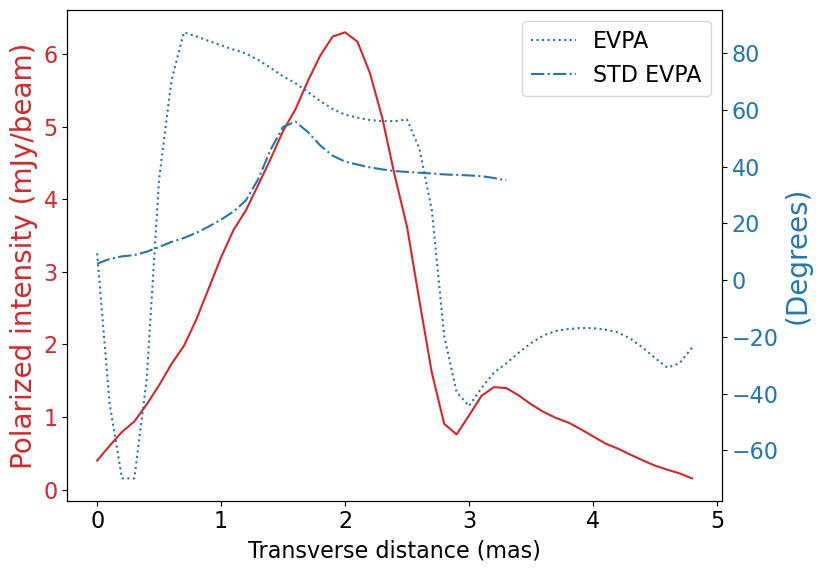 Polarized intensity (mJy/beam)
6
5
4
3
2
1
0
EVPA
STD EVPA
80
60
40
20
0
−20
−40
−60
(Degrees)
0 1 2 3 4 5
Transverse distance (mas)